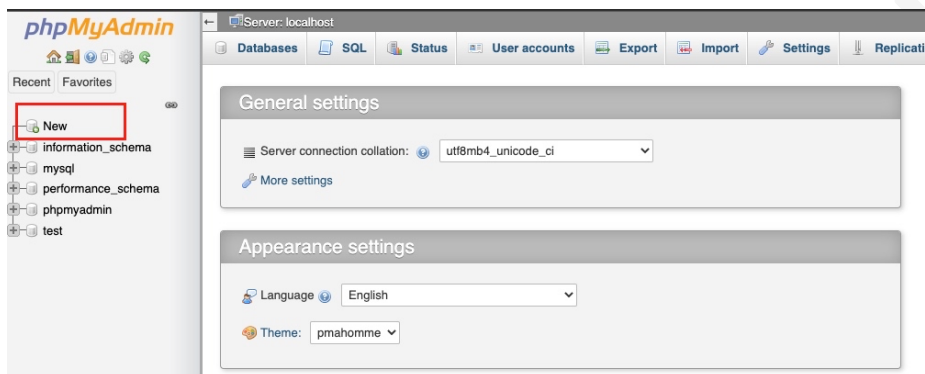 phpMyAdmin
Recent Favorites
New
information_schema
mysql
performance_schema
phpmyadmin
test
Server: localhost
Databases SQL Status User accounts Export Import Settings Replicati
General settings
Server connection collation: utf8mb4_unicode_ci
More settings
Appearance settings
Language English
Theme: pmahomme